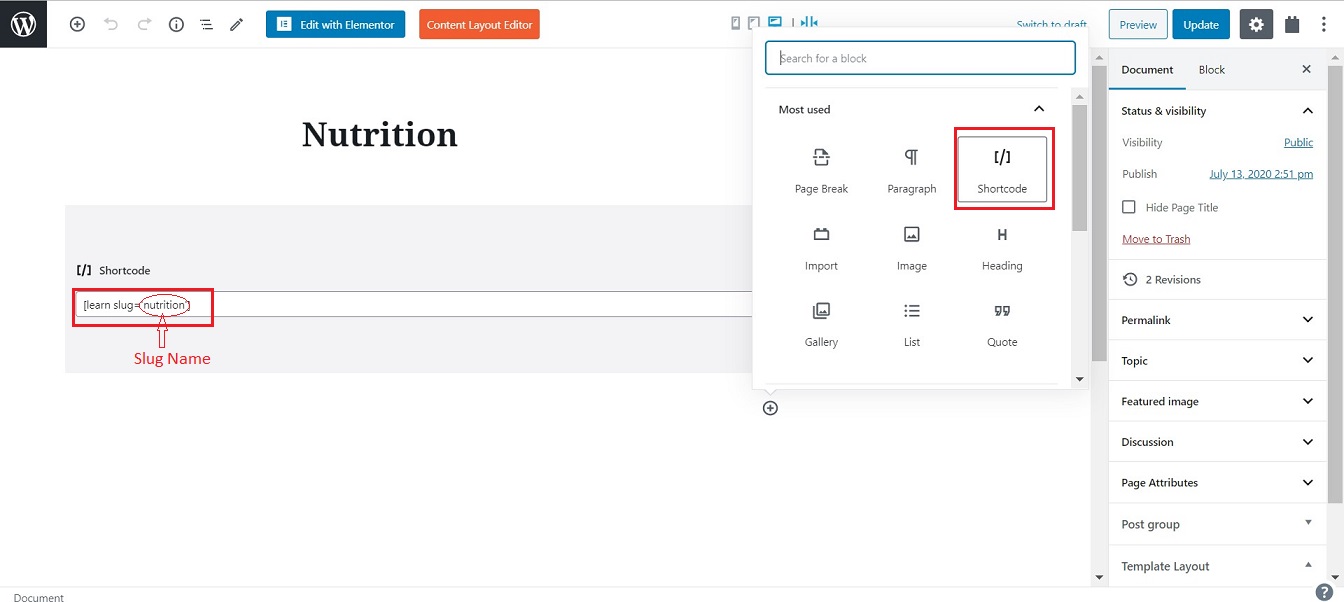 Edit with Elementor
Content Layout Editor
Switch to draft
Preview
Update
Search for a block
Most used
Page Break
Paragraph
[/]
Shortcode
Import
Image
H
Heading
Gallery
List
Quote
Nutrition
[/] Shortcode
[learn slug='nutrition']
Slug Name
Document
Block
Status & visibility
Visibility
Public
Publish
July 13, 2020 2:51 pm
Hide Page Title
Move to Trash
2 Revisions
Permalink
Topic
Featured image
Discussion
Page Attributes
Post group
Template Layout
Document